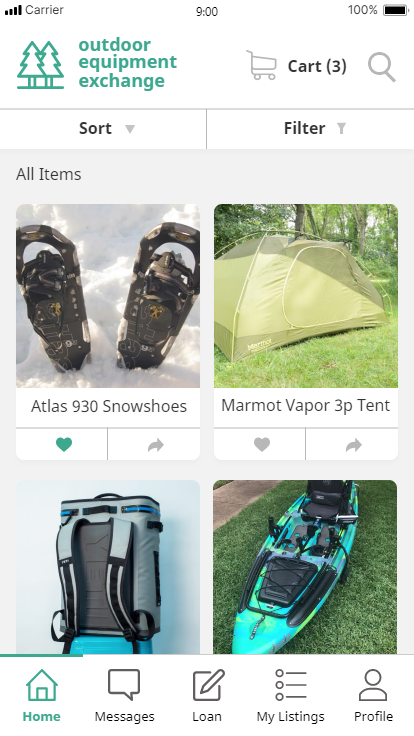 Carrier
9:00
100%
outdoor
equipment
exchange
Cart (3)
Sort
Filter
All Items
Marmot
Atlas 930 Snowshoes
Marmot Vapor 3p Tent
Home
Messages
Loan
My Listings
Profile